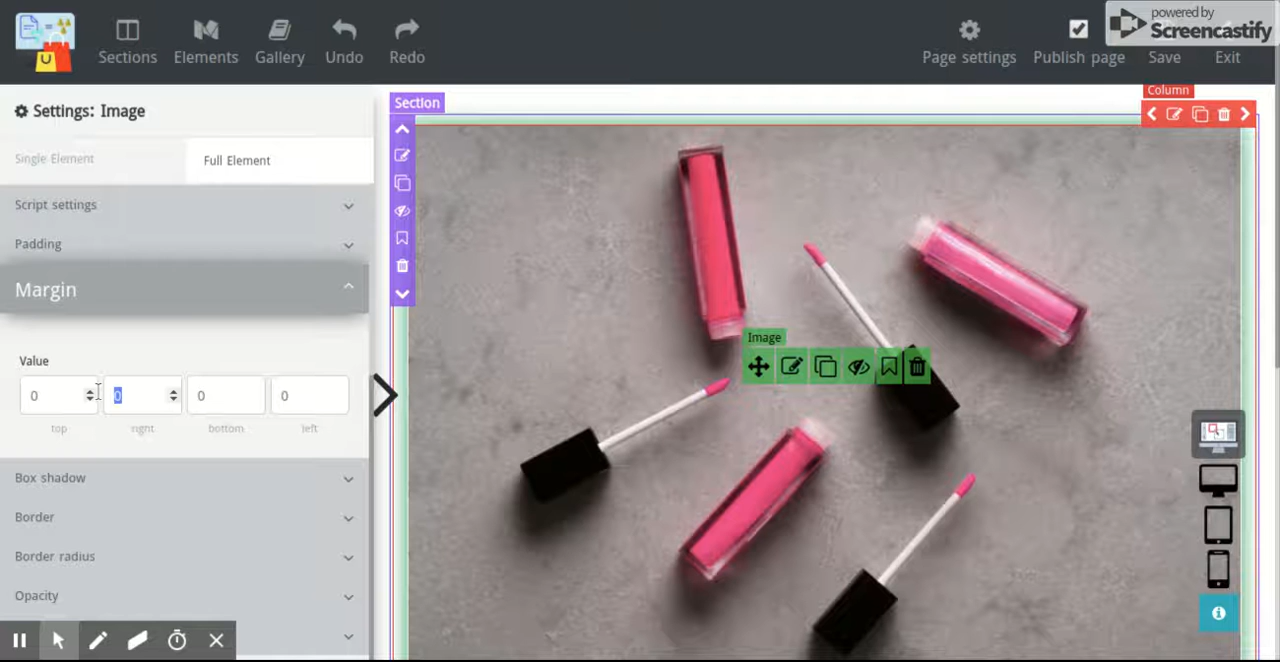 powered by
Screencastify
Sections
Elements
Gallery
Undo
Redo
Page settings
Publish page
Save
Exit
Settings: Image
Single Element
Full Element
Script settings
Padding
Margin
Value
0
0
0
0
top
right
bottom
left
Box shadow
Border
Border radius
Opacity
Section
Column
Image